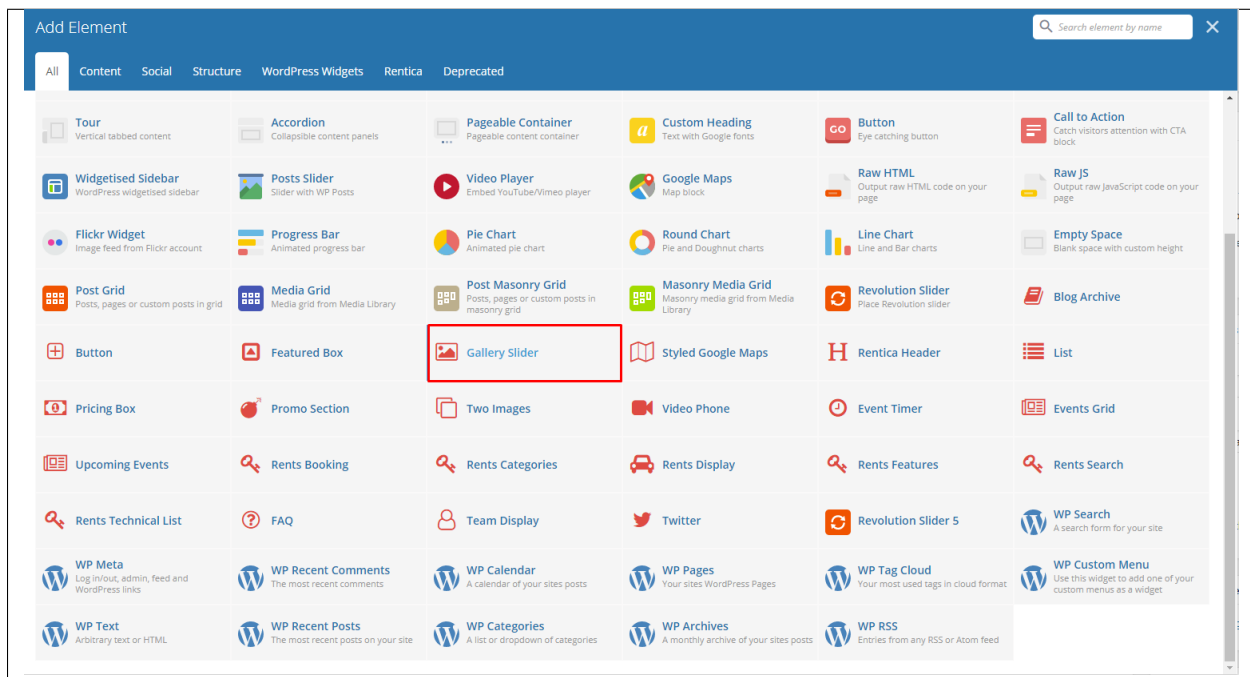 Add Element
Search element by name
All Content Social Structure WordPress Widgets Rentica Deprecated
Tour
Vertical tabbed content
Accordion
Collapsible content panels
Pageable Container
Pageable content container
Custom Heading
Text with Google fonts
Button
Eye catching button
Call to Action
Catch visitors attention with CTA
block
Widgetised Sidebar
WordPress widgetised sidebar
Posts Slider
Slider with WP Posts
Video Player
Embed YouTube/Vimeo player
Google Maps
Map block
Raw HTML
Output raw HTML code on your
page
Raw JS
Output raw JavaScript code on your
page
Flickr Widget
Image feed from Flickr account
Progress Bar
Animated progress bar
Pie Chart
Animated pie chart
Round Chart
Pie and Doughnut charts
Line Chart
Line and Bar charts
Empty Space
Blank space with custom height
Post Grid
Posts, pages or custom posts in grid
Media Grid
Media grid from Media Library
Post Masonry Grid
Posts, pages or custom posts in
masonry grid
Masonry Media Grid
Masonry media grid from Media
Library
Revolution Slider
Place Revolution slider
Blog Archive
Button
Featured Box
Gallery Slider
Styled Google Maps
Rentica Header
List
Pricing Box
Promo Section
Two Images
Video Phone
Event Timer
Events Grid
Upcoming Events
Rents Booking
Rents Categories
Rents Display
Rents Features
Rents Search
Rents Technical List
FAQ
Team Display
Twitter
Revolution Slider 5
WP Search
A search form for your site
WP Meta
Log in/out, admin, feed and
WordPress links
WP Recent Comments
The most recent comments
WP Calendar
A calendar of your sites posts
WP Pages
Your sites WordPress Pages
WP Tag Cloud
Your most used tags in cloud format
WP Custom Menu
Use this widget to add one of your
custom menus as a widget
WP Text
Arbitrary text or HTML
WP Recent Posts
The most recent posts on your site
WP Categories
A list or dropdown of categories
WP Archives
A monthly archive of your sites posts
WP RSS
Entries from any RSS or Atom feed